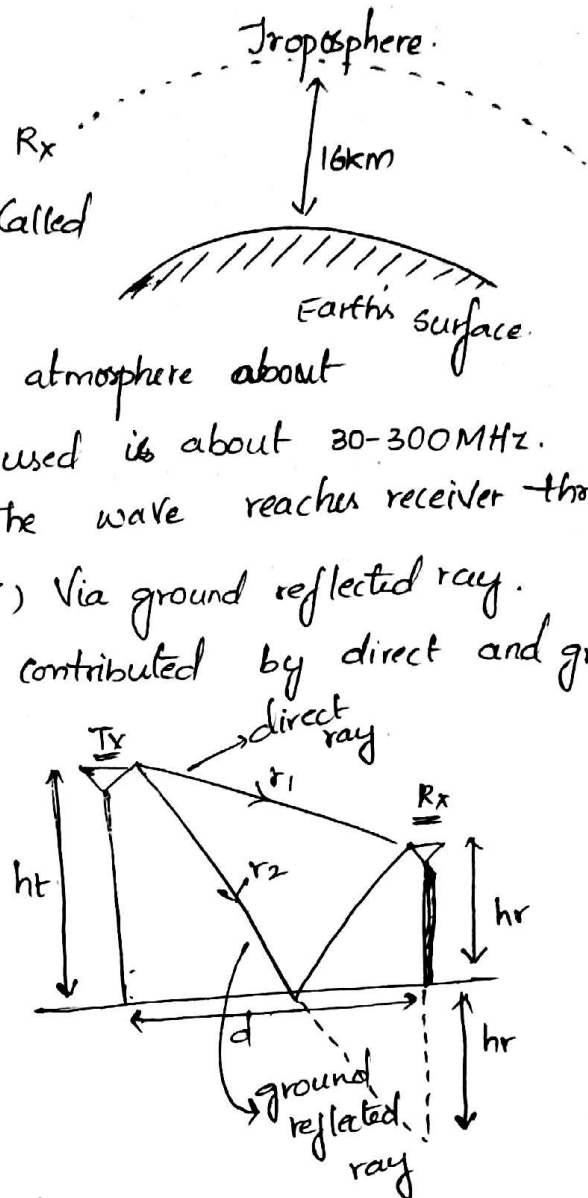 Troposphere.
Rx
16km
Called
Earth's surface.
atmosphere about
used is about 30-300MHz.
he wave reaches receiver thr
) Via ground reflected ray.
contributed by direct and gr
Tx
direct ray
r1
Rx
ht
r2
hr
d
hr
ground reflected ray